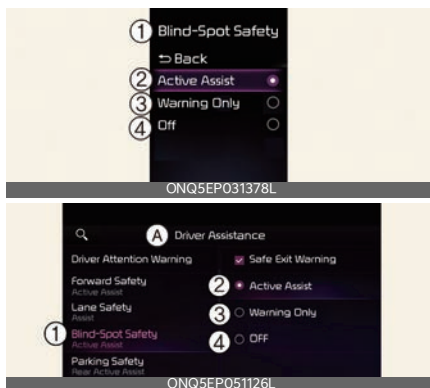 ① Blind-Spot Safety
⮌ Back
② Active Assist
③ Warning Only
④ Off
ONQ5EP031378L
Ⓐ Driver Assistance
Driver Attention Warning
Safe Exit Warning
Forward Safety
Active Assist
② Active Assist
Lane Safety
Assist
③ Warning Only
① Blind-Spot Safety
Active Assist
④ OFF
Parking Safety
Rear Active Assist
ONQ5EP051126L